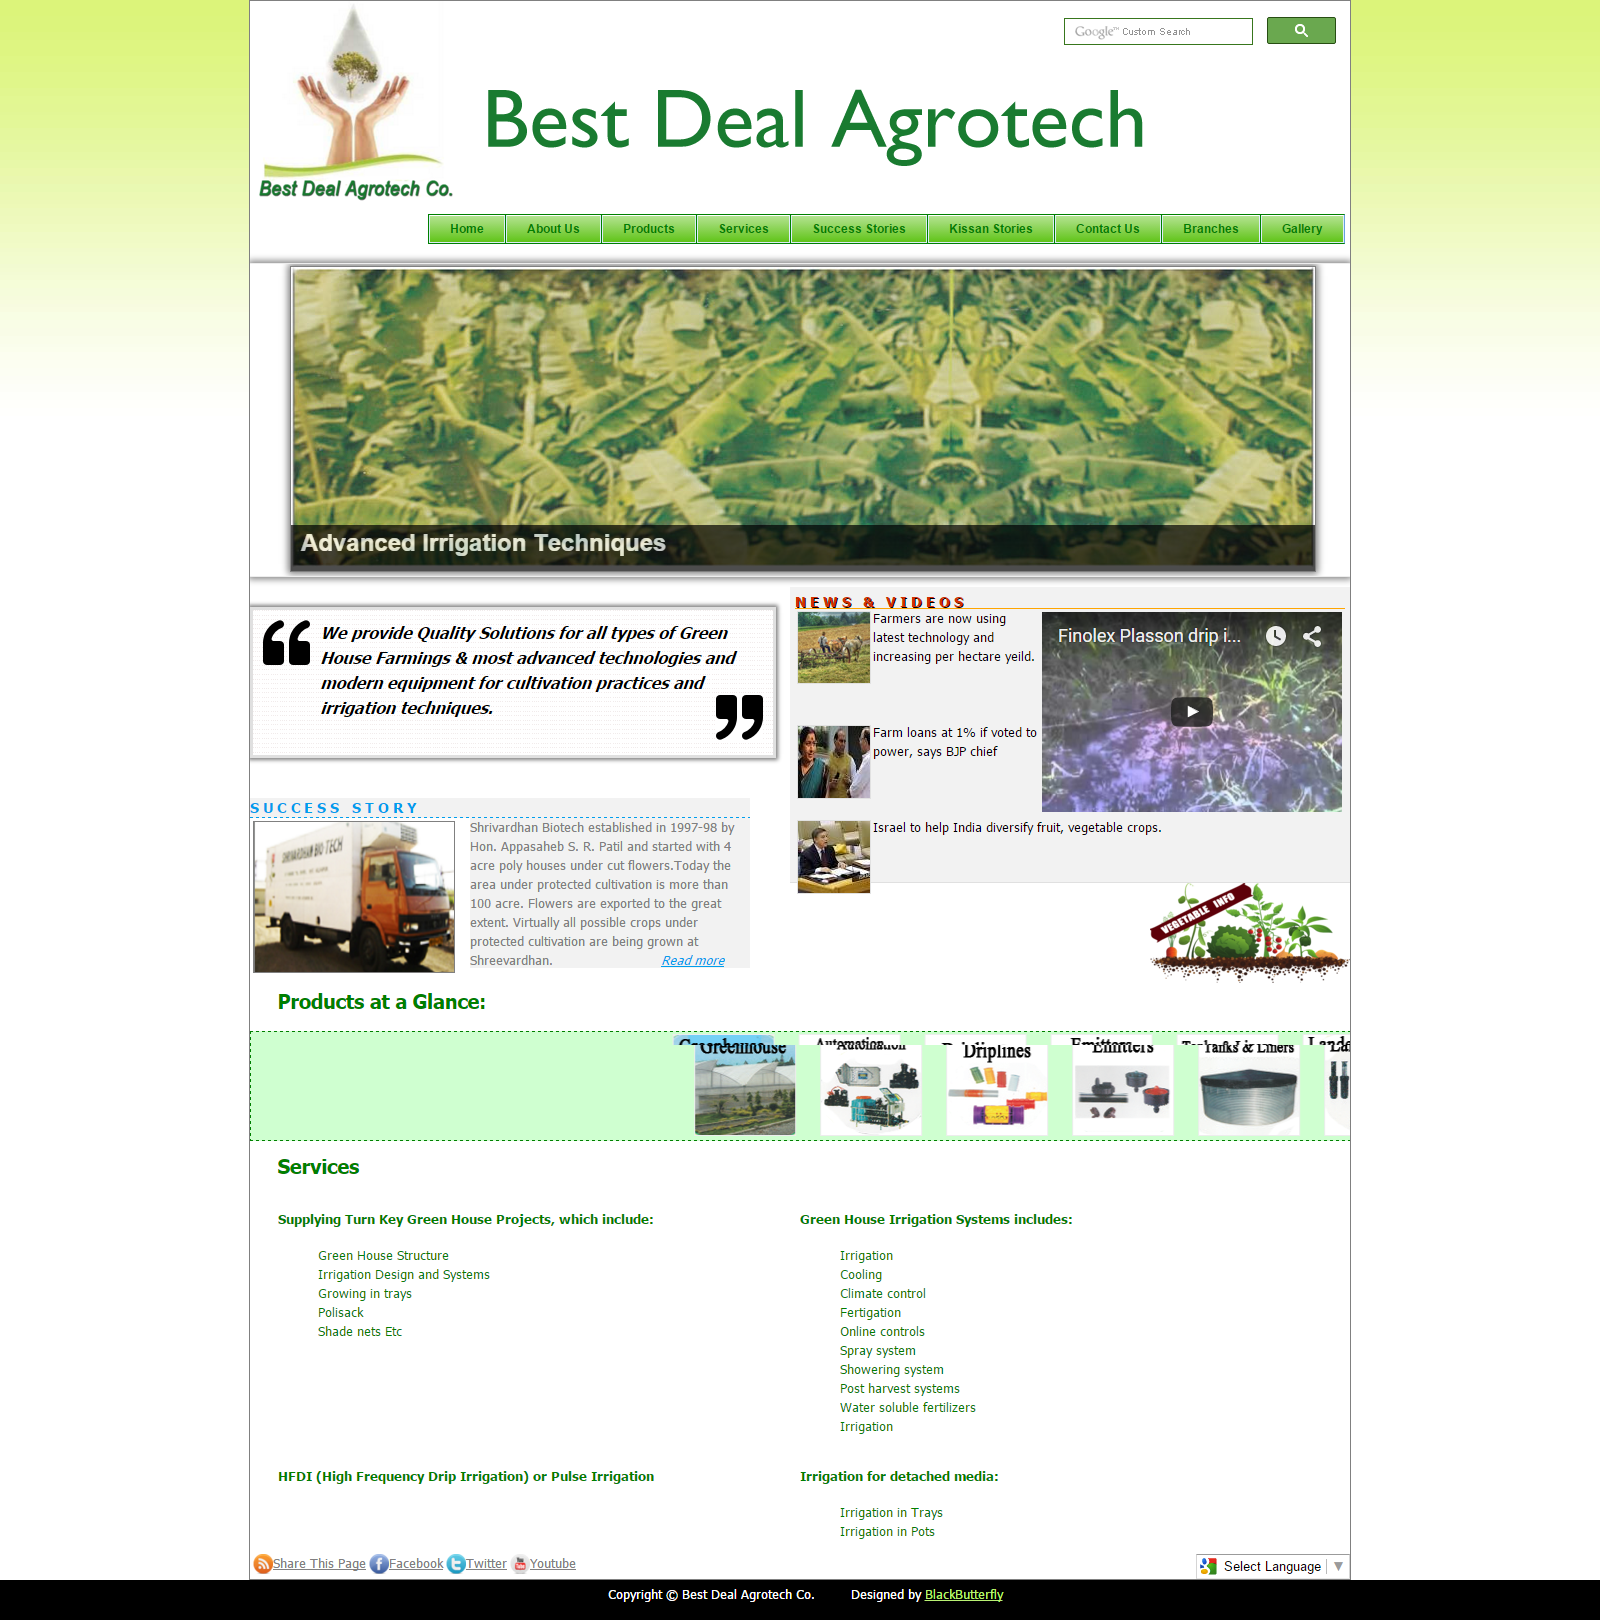 Google™ Custom Search
Best Deal Agrotech
Best Deal Agrotech Co.
Home
About Us
Products
Services
Success Stories
Kissan Stories
Contact Us
Branches
Gallery
Advanced Irrigation Techniques
We provide Quality Solutions for all types of Green
House Farmings & most advanced technologies and
modern equipment for cultivation practices and
irrigation techniques.
NEWS & VIDEOS
Farmers are now using
latest technology and
increasing per hectare yeild.
Finolex Plasson drip i...
Farm loans at 1% if voted to
power, says BJP chief
Israel to help India diversify fruit, vegetable crops.
VEGETABLE INFO
SUCCESS STORY
SHRIVARDHAN BIO TECH
Shrivardhan Biotech established in 1997-98 by
Hon. Appasaheb S. R. Patil and started with 4
acre poly houses under cut flowers.Today the
area under protected cultivation is more than
100 acre. Flowers are exported to the great
extent. Virtually all possible crops under
protected cultivation are being grown at
Shreevardhan.
Read more
Products at a Glance:
Greenhouse
Automation
Driplines
Emitters
Tanks & Liners
Services
Supplying Turn Key Green House Projects, which include:
Green House Structure
Irrigation Design and Systems
Growing in trays
Polisack
Shade nets Etc
Green House Irrigation Systems includes:
Irrigation
Cooling
Climate control
Fertigation
Online controls
Spray system
Showering system
Post harvest systems
Water soluble fertilizers
Irrigation
HFDI (High Frequency Drip Irrigation) or Pulse Irrigation
Irrigation for detached media:
Irrigation in Trays
Irrigation in Pots
Share This Page
Facebook
Twitter
Youtube
Select Language
Copyright © Best Deal Agrotech Co.
Designed by BlackButterfly